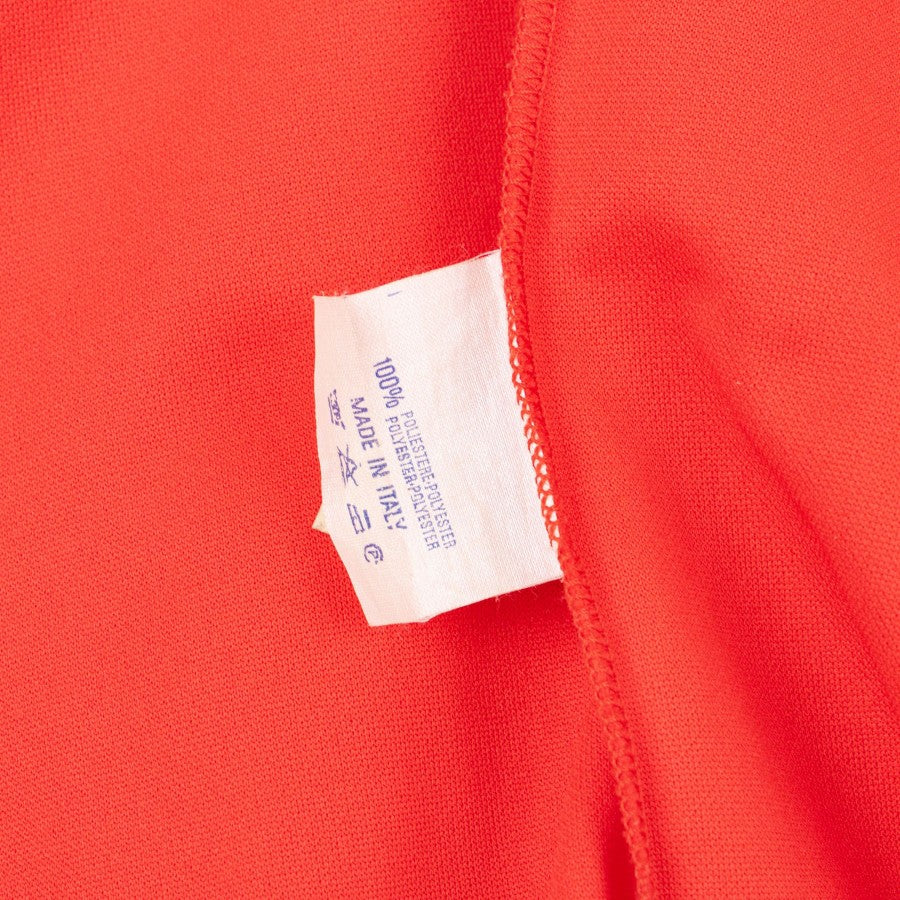 100% POLIESTERE·POLYESTER
POLYESTER·POLYESTER
MADE IN ITALY
P